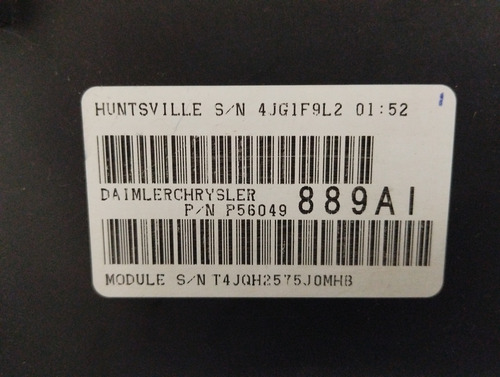 HUNTSVILLE S/N 4JG1F9L2 01:52
DAIMLERCHRYSLER
P/N P56049 889AI
MODULE S/N T4JQH2575J0MHB